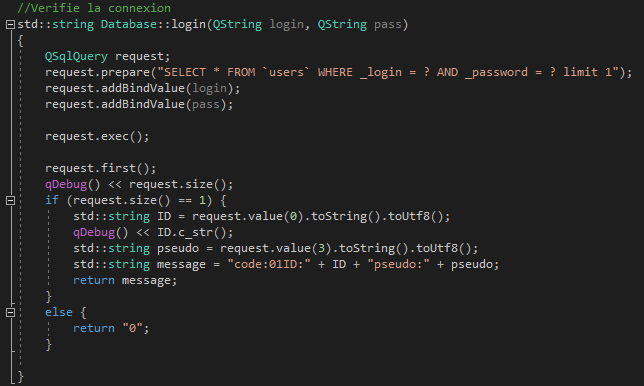 //Verifie la connexion
std::string Database::login(QString login, QString pass)
{
QSqlQuery request;
request.prepare("SELECT * FROM `users` WHERE _login = ? AND _password = ? limit 1");
request.addBindValue(login);
request.addBindValue(pass);
request.exec();
request.first();
qDebug() << request.size();
if (request.size() == 1) {
std::string ID = request.value(0).toString().toUtf8();
qDebug() << ID.c_str();
std::string pseudo = request.value(3).toString().toUtf8();
std::string message = "code:01ID:" + ID + "pseudo:" + pseudo;
return message;
}
else {
return "0";
}
}